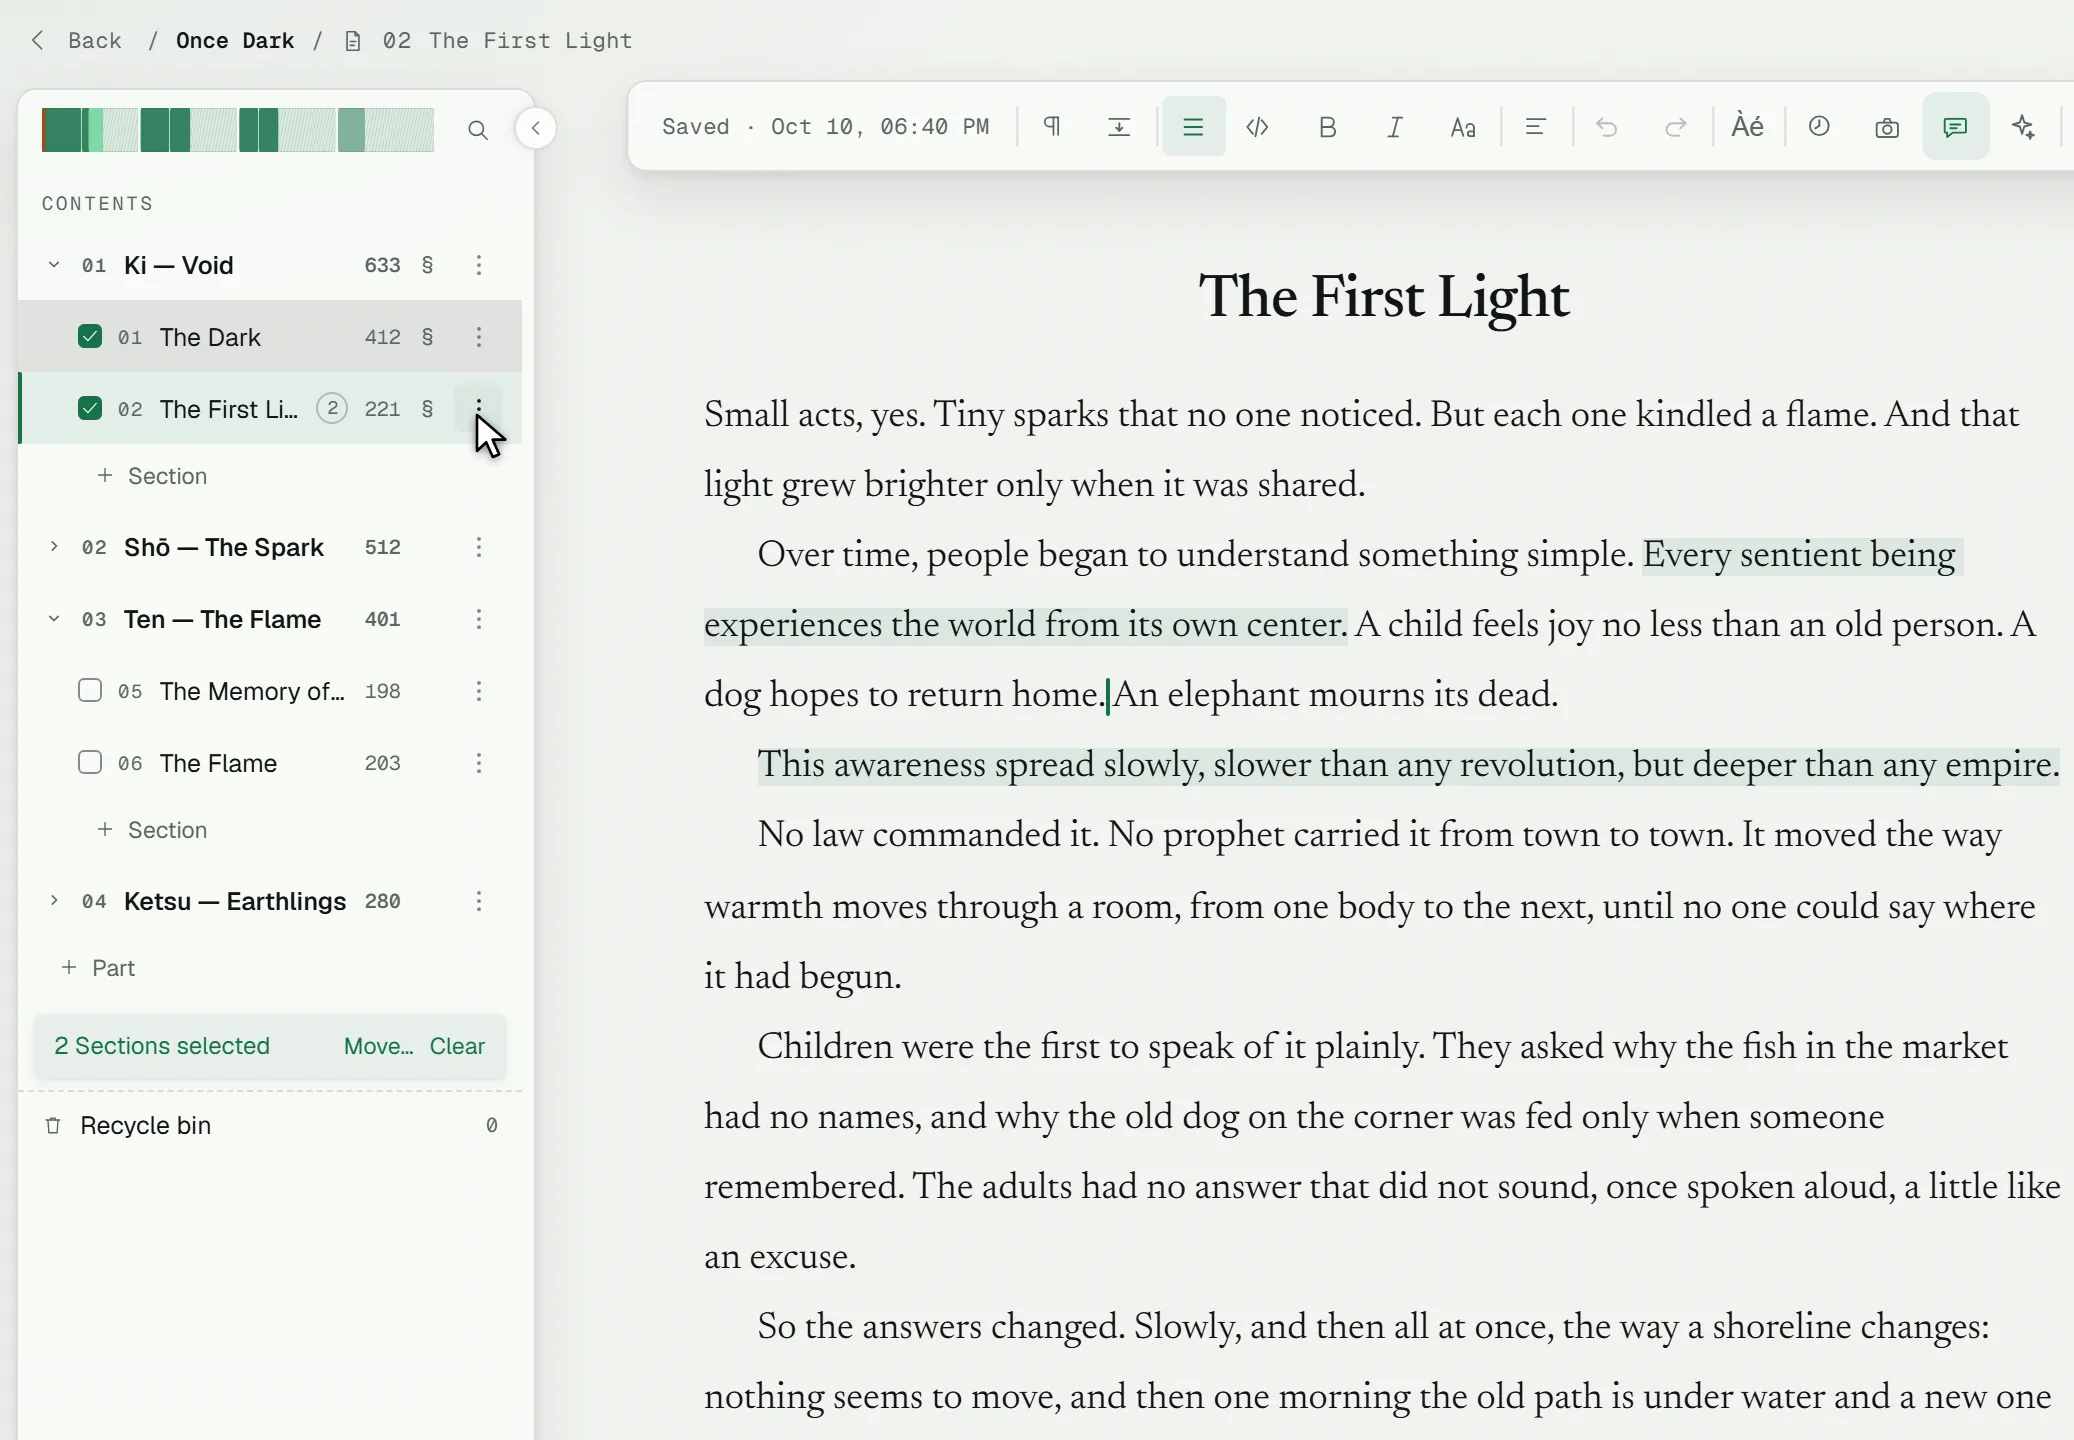 Back / Once Dark / 02 The First Light
Saved · Oct 10, 06:40 PM
B I Aa Àé
CONTENTS
01 Ki — Void 633 §
01 The Dark 412 §
02 The First Li... 2 221 §
+ Section
02 Shō — The Spark 512
03 Ten — The Flame 401
05 The Memory of... 198
06 The Flame 203
+ Section
04 Ketsu — Earthlings 280
+ Part
2 Sections selected Move... Clear
Recycle bin 0
The First Light
Small acts, yes. Tiny sparks that no one noticed. But each one kindled a flame. And that
light grew brighter only when it was shared.
Over time, people began to understand something simple. Every sentient being
experiences the world from its own center. A child feels joy no less than an old person. A
dog hopes to return home. An elephant mourns its dead.
This awareness spread slowly, slower than any revolution, but deeper than any empire.
No law commanded it. No prophet carried it from town to town. It moved the way
warmth moves through a room, from one body to the next, until no one could say where
it had begun.
Children were the first to speak of it plainly. They asked why the fish in the market
had no names, and why the old dog on the corner was fed only when someone
remembered. The adults had no answer that did not sound, once spoken aloud, a little like
an excuse.
So the answers changed. Slowly, and then all at once, the way a shoreline changes:
nothing seems to move, and then one morning the old path is under water and a new one